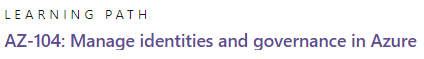 LEARNING PATH
AZ-104: Manage identities and governance in Azure